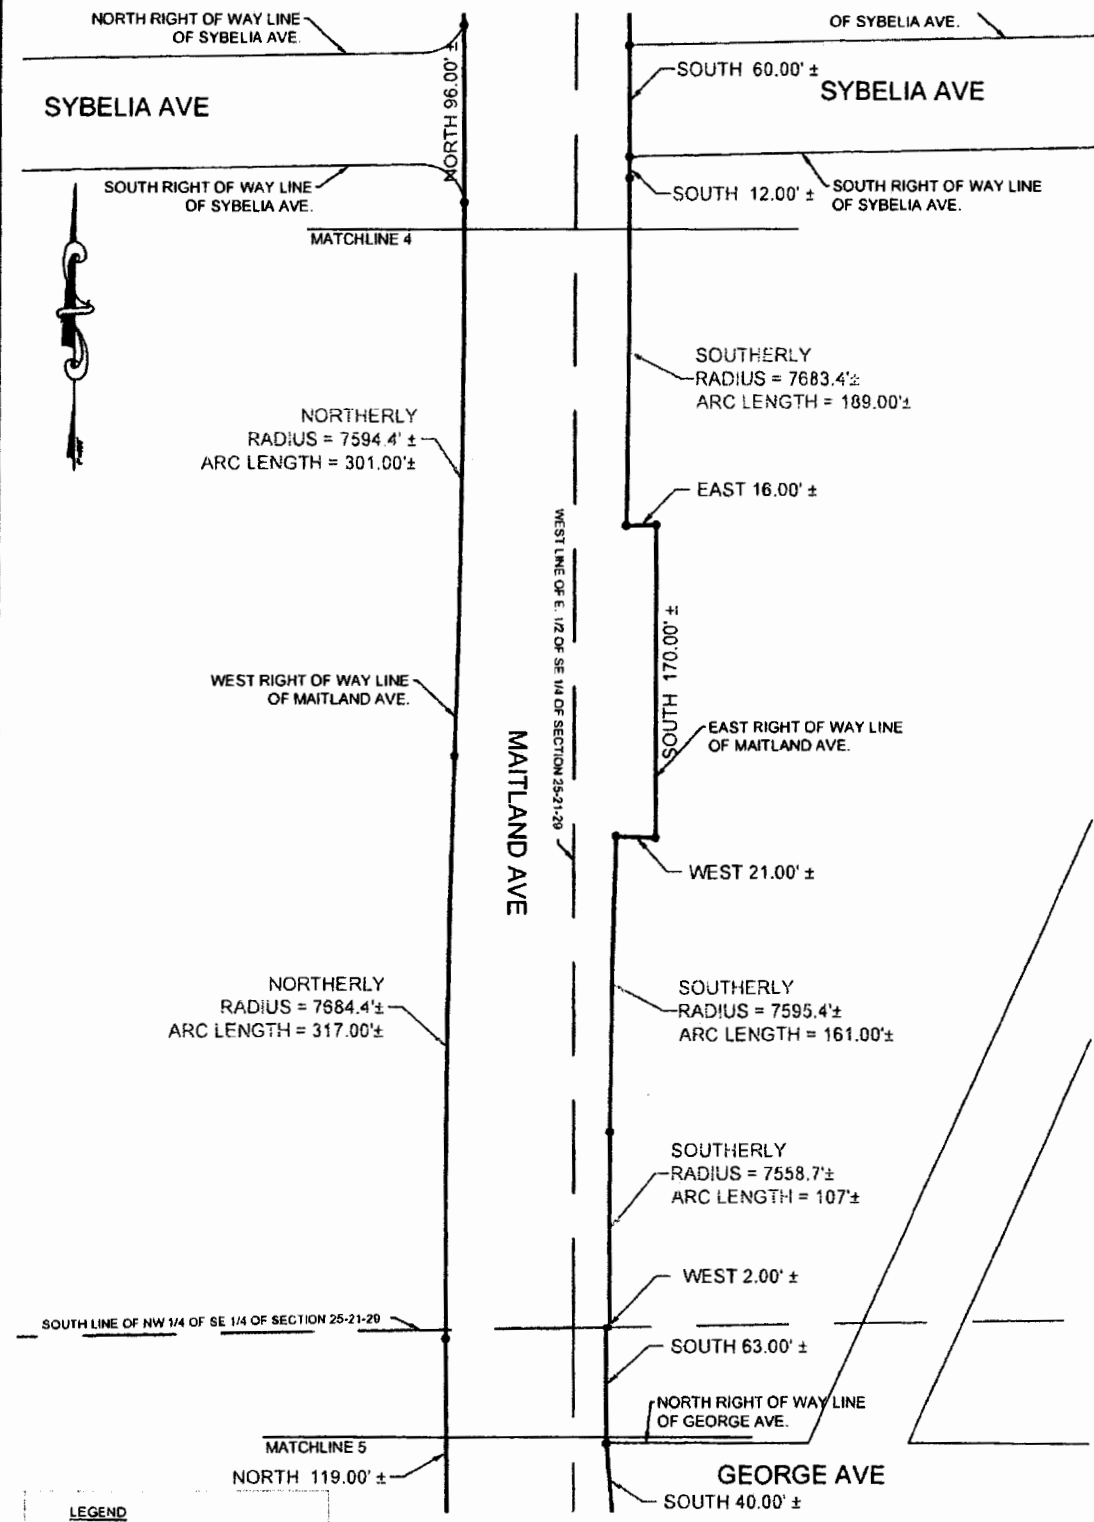 NORTH RIGHT OF WAY LINE
OF SYBELIA AVE.
OF SYBELIA AVE.
NORTH 96.00' ±
SOUTH 60.00' ±
SYBELIA AVE
SYBELIA AVE
SOUTH RIGHT OF WAY LINE
OF SYBELIA AVE.
SOUTH 12.00' ±
SOUTH RIGHT OF WAY LINE
OF SYBELIA AVE.
MATCHLINE 4
SOUTHERLY
RADIUS = 7683.4'±
ARC LENGTH = 189.00'±
NORTHERLY
RADIUS = 7594.4' ±
ARC LENGTH = 301.00'±
EAST 16.00' ±
WEST LINE OF E. 1/2 OF SE 1/4 OF SECTION 25-21-29
SOUTH 170.00' ±
WEST RIGHT OF WAY LINE
OF MAITLAND AVE.
EAST RIGHT OF WAY LINE
OF MAITLAND AVE.
MAITLAND AVE
WEST 21.00' ±
NORTHERLY
RADIUS = 7684.4'±
ARC LENGTH = 317.00'±
SOUTHERLY
RADIUS = 7595.4'±
ARC LENGTH = 161.00'±
SOUTHERLY
RADIUS = 7558.7'±
ARC LENGTH = 107'±
WEST 2.00' ±
SOUTH LINE OF NW 1/4 OF SE 1/4 OF SECTION 25-21-29
SOUTH 63.00' ±
NORTH RIGHT OF WAY LINE
OF GEORGE AVE.
MATCHLINE 5
NORTH 119.00' ±
GEORGE AVE
SOUTH 40.00' ±
LEGEND